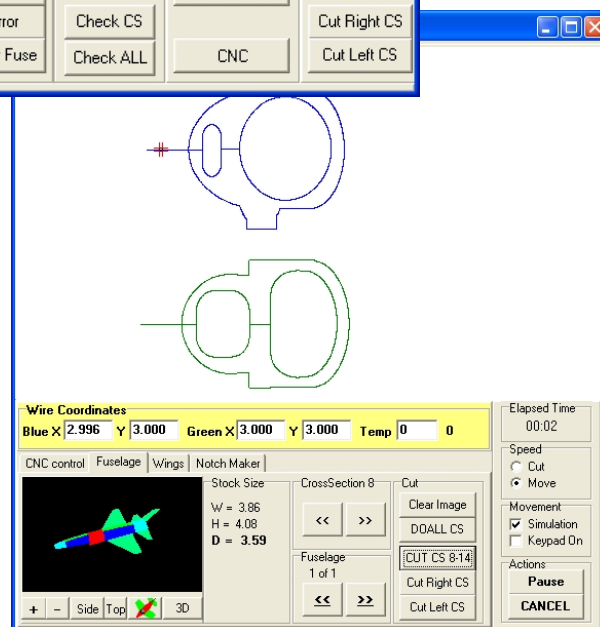 rror
Check CS
Cut Right CS
Fuse
Check ALL
CNC
Cut Left CS
Wire Coordinates
Blue X 2.996 Y 3.000 Green X 3.000 Y 3.000 Temp 0 0
Elapsed Time
00:02
Speed
Cut
Move
Movement
Simulation
Keypad On
Actions
Pause
CANCEL
CNC control Fuselage Wings Notch Maker
Stock Size
W = 3.86
H = 4.08
D = 3.59
CrossSection 8
<< >>
Fuselage
1 of 1
<< >>
Cut
Clear Image
DOALL CS
CUT CS 8-14
Cut Right CS
Cut Left CS
+ - Side Top 3D